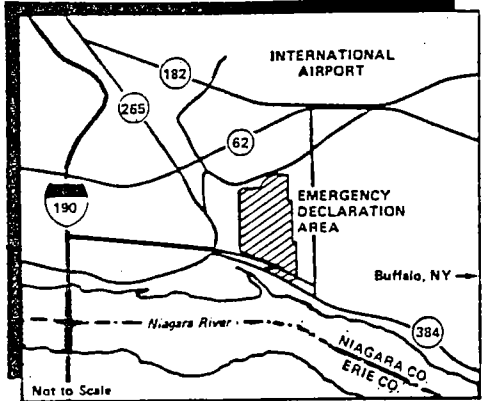 INTERNATIONAL
AIRPORT
182
265
62
190
EMERGENCY
DECLARATION
AREA
Buffalo, NY
Niagara River
384
NIAGARA CO.
ERIE CO.
Not to Scale